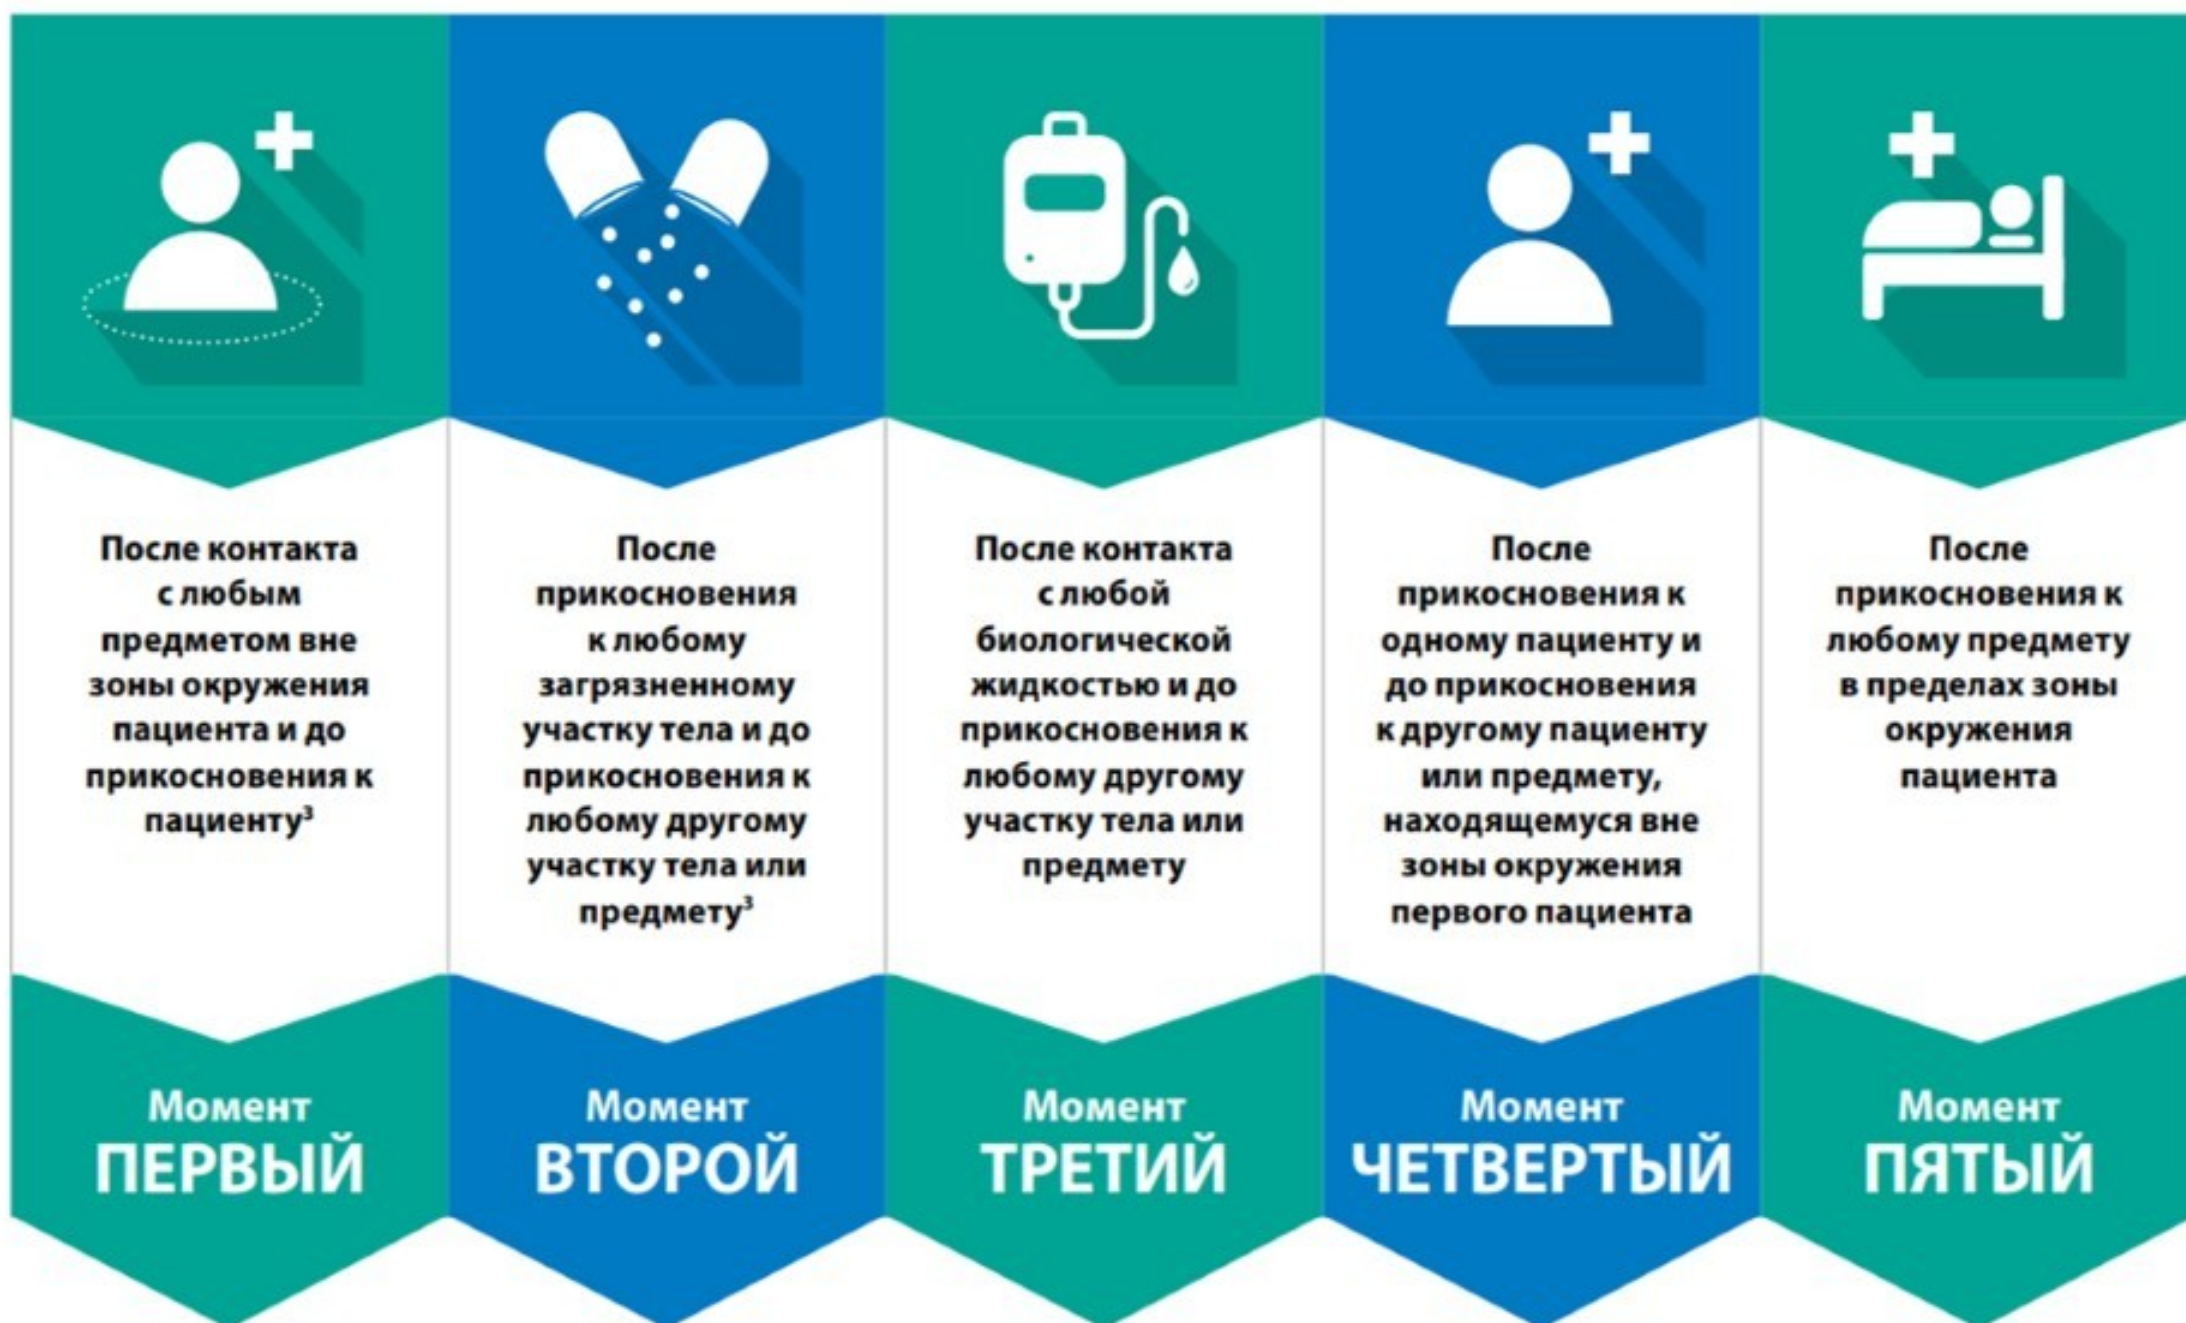 После контакта
с любым
предметом вне
зоны окружения
пациента и до
прикосновения к
пациенту³
После
прикосновения
к любому
загрязненному
участку тела и до
прикосновения к
любому другому
участку тела или
предмету³
После контакта
с любой
биологической
жидкостью и до
прикосновения к
любому другому
участку тела или
предмету
После
прикосновения к
одному пациенту и
до прикосновения
к другому пациенту
или предмету,
находящемуся вне
зоны окружения
первого пациента
После
прикосновения к
любому предмету
в пределах зоны
окружения
пациента
Момент
ПЕРВЫЙ
Момент
ВТОРОЙ
Момент
ТРЕТИЙ
Момент
ЧЕТВЕРТЫЙ
Момент
ПЯТЫЙ